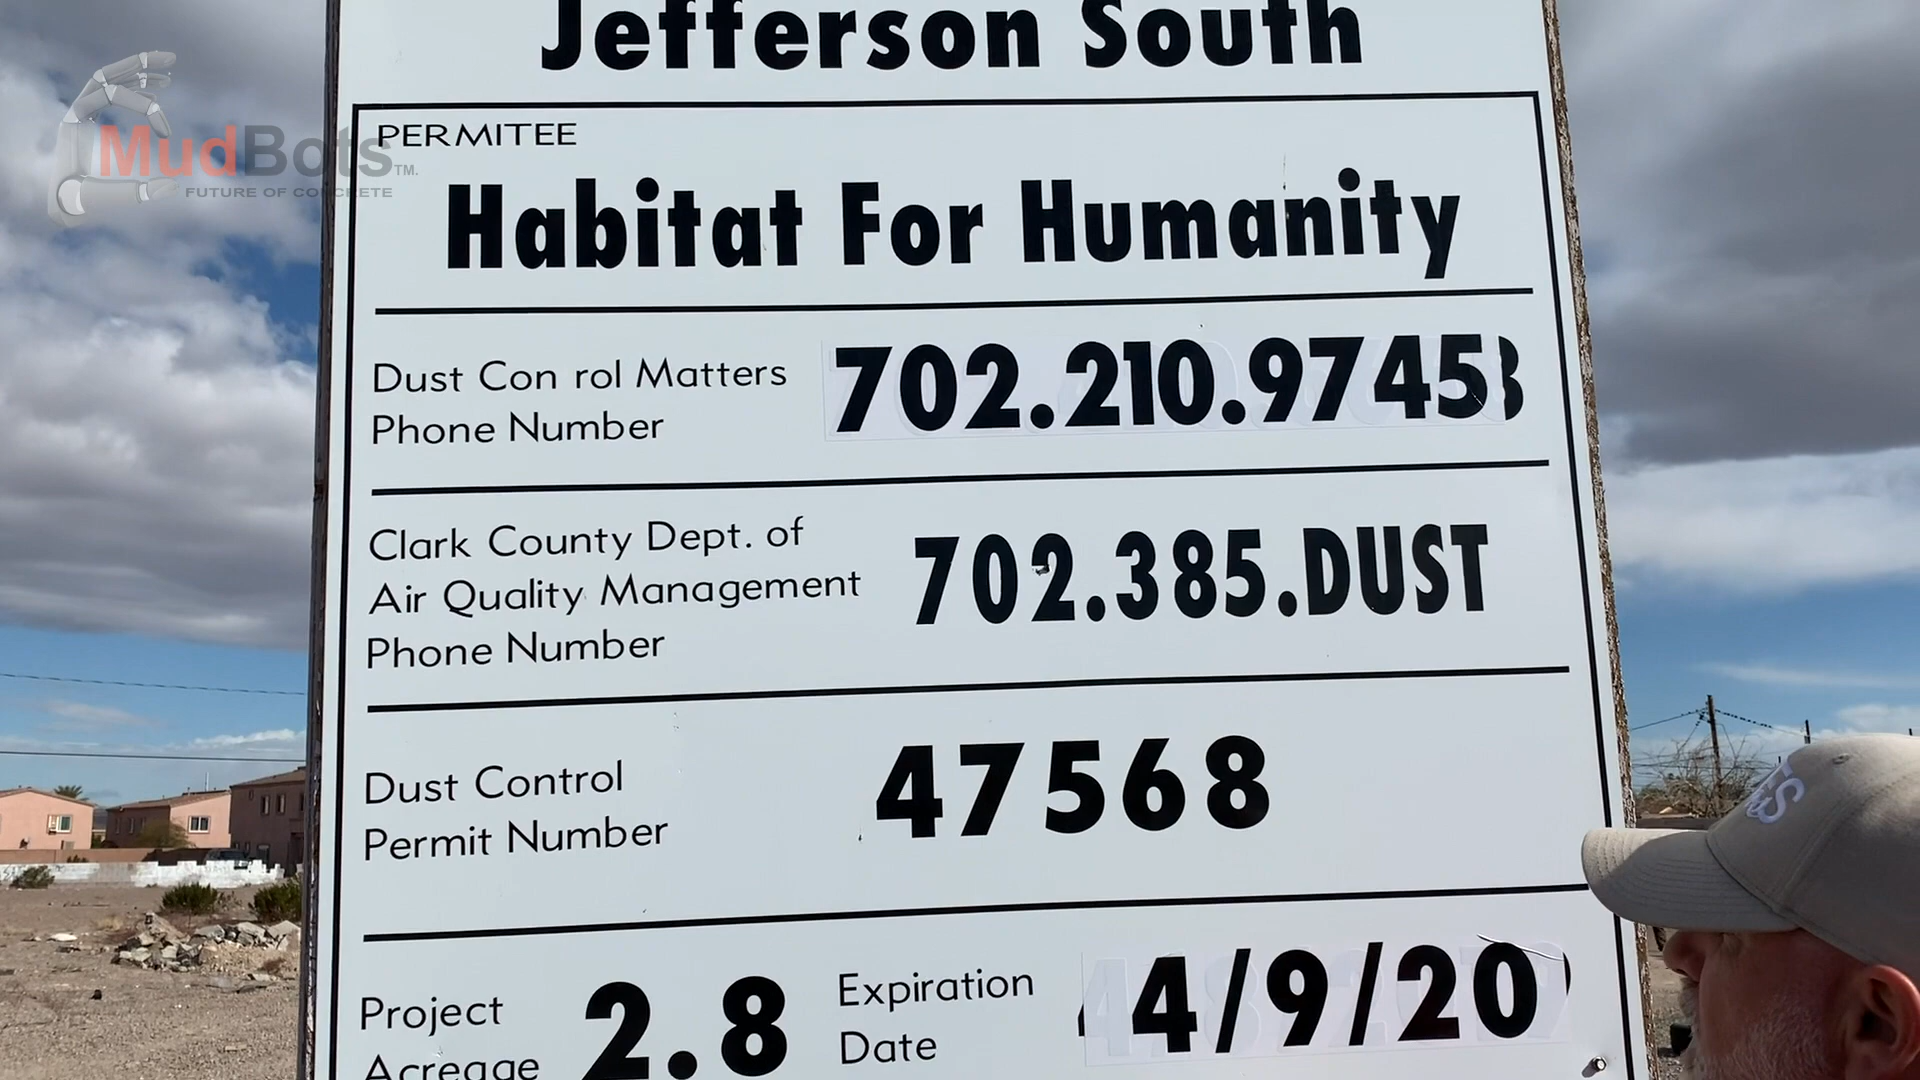 Jefferson South
PERMITEE
MudBots TM.
FUTURE OF CONCRETE
Habitat For Humanity
Dust Con rol Matters
Phone Number
702.210.9745
Clark County Dept. of
Air Quality Management
Phone Number
702.385.DUST
Dust Control
Permit Number
47568
Project
Acreage
2.8
Expiration
Date
4/9/20